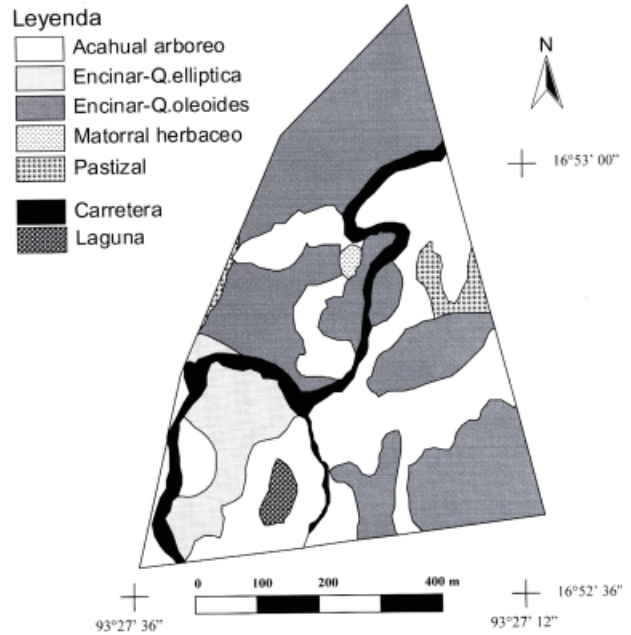 Leyenda
Acahual arboreo
Encinar-Q.elliptica
Encinar-Q.oleoides
Matorral herbaceo
Pastizal
Carretera
Laguna
N
16°53' 00"
0 100 200 400 m
16°52' 36"
93°27' 36"
93°27' 12"